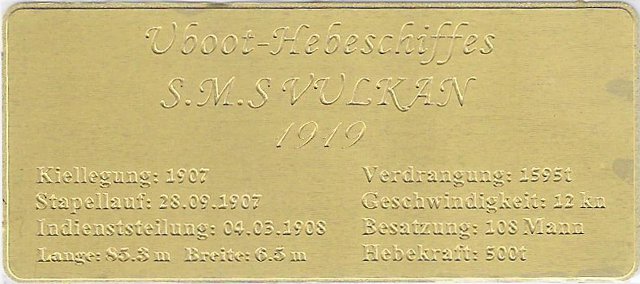 Uboot-Hebeschiffes
S.M.S VULKAN
1919
Kiellegung: 1907
Stapellauf: 28.09.1907
Indienststeilung: 04.03.1908
Lange: 85.3 m Breite: 6.5 m
Verdrangung: 1595t
Geschwindigkeit: 12 kn
Besatzung: 108 Mann
Hebekraft: 500t